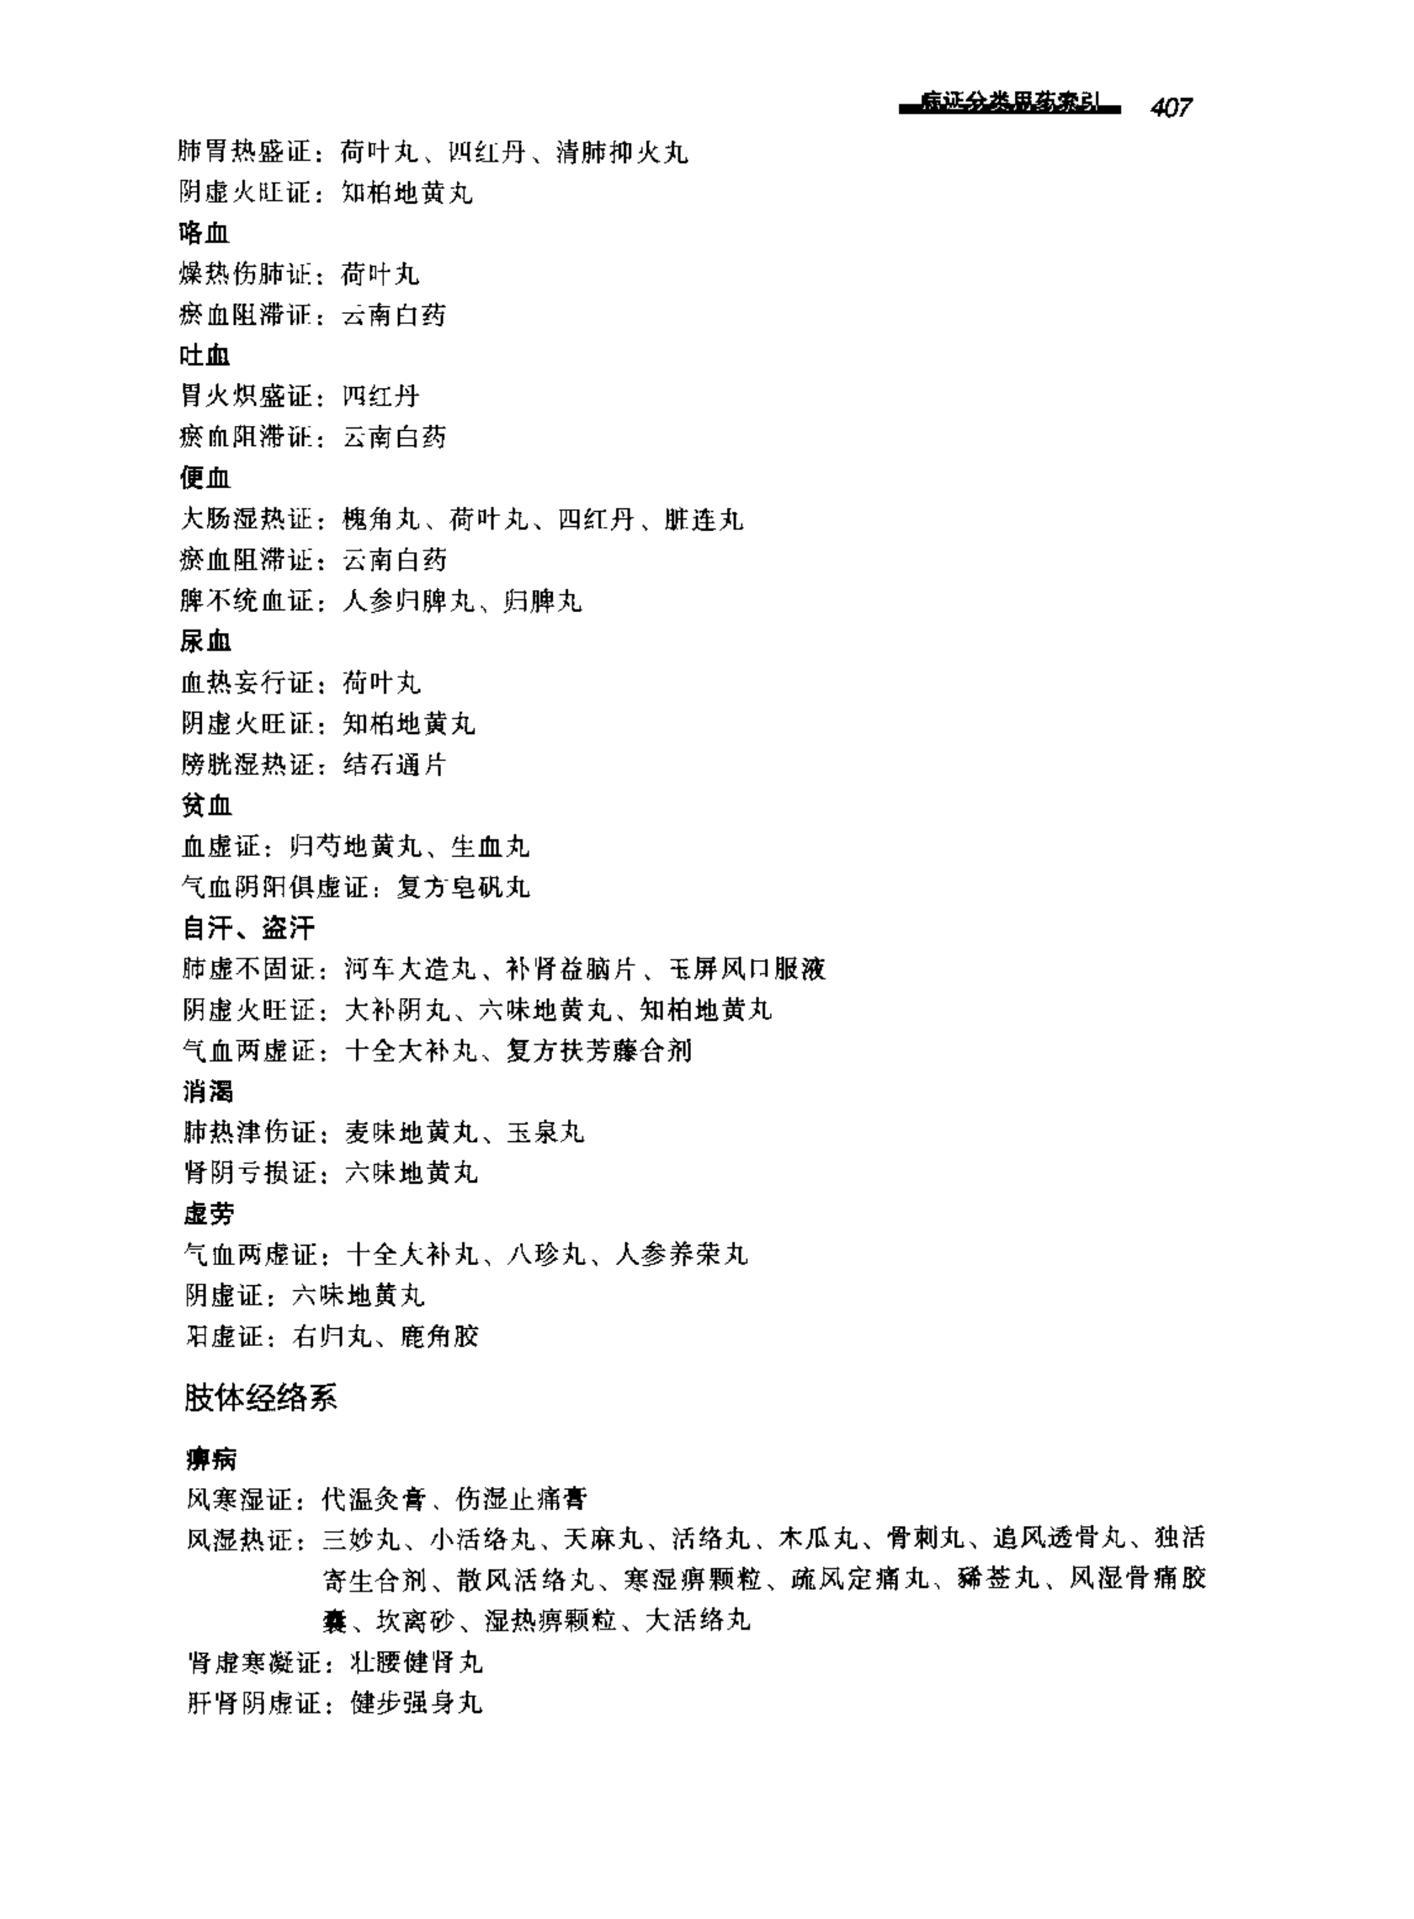 病证分类用药索引 407
肺胃热盛证：荷叶丸、四红丹、清肺抑火丸
阴虚火旺证：知柏地黄丸
咯血
燥热伤肺证：荷叶丸
瘀血阻滞证：云南白药
吐血
胃火炽盛证：四红丹
瘀血阻滞证：云南白药
便血
大肠湿热证：槐角丸、荷叶丸、四红丹、脏连丸
瘀血阻滞证：云南白药
脾不统血证：人参归脾丸、归脾丸
尿血
血热妄行证：荷叶丸
阴虚火旺证：知柏地黄丸
膀胱湿热证：结石通片
贫血
血虚证：归芍地黄丸、生血丸
气血阴阳俱虚证：复方皂矾丸
自汗、盗汗
肺虚不固证：河车大造丸、补肾益脑片、玉屏风口服液
阴虚火旺证：大补阴丸、六味地黄丸、知柏地黄丸
气血两虚证：十全大补丸、复方扶芳藤合剂
消渴
肺热津伤证：麦味地黄丸、玉泉丸
肾阴亏损证：六味地黄丸
虚劳
气血两虚证：十全大补丸、八珍丸、人参养荣丸
阴虚证：六味地黄丸
阳虚证：右归丸、鹿角胶
肢体经络系
痹病
风寒湿证：代温灸膏、伤湿止痛膏
风湿热证：三妙丸、小活络丸、天麻丸、活络丸、木瓜丸、骨刺丸、追风透骨丸、独活
寄生合剂、散风活络丸、寒湿痹颗粒、疏风定痛丸、豨莶丸、风湿骨痛胶
囊、坎离砂、湿热痹颗粒、大活络丸
肾虚寒凝证：壮腰健肾丸
肝肾阴虚证：健步强身丸